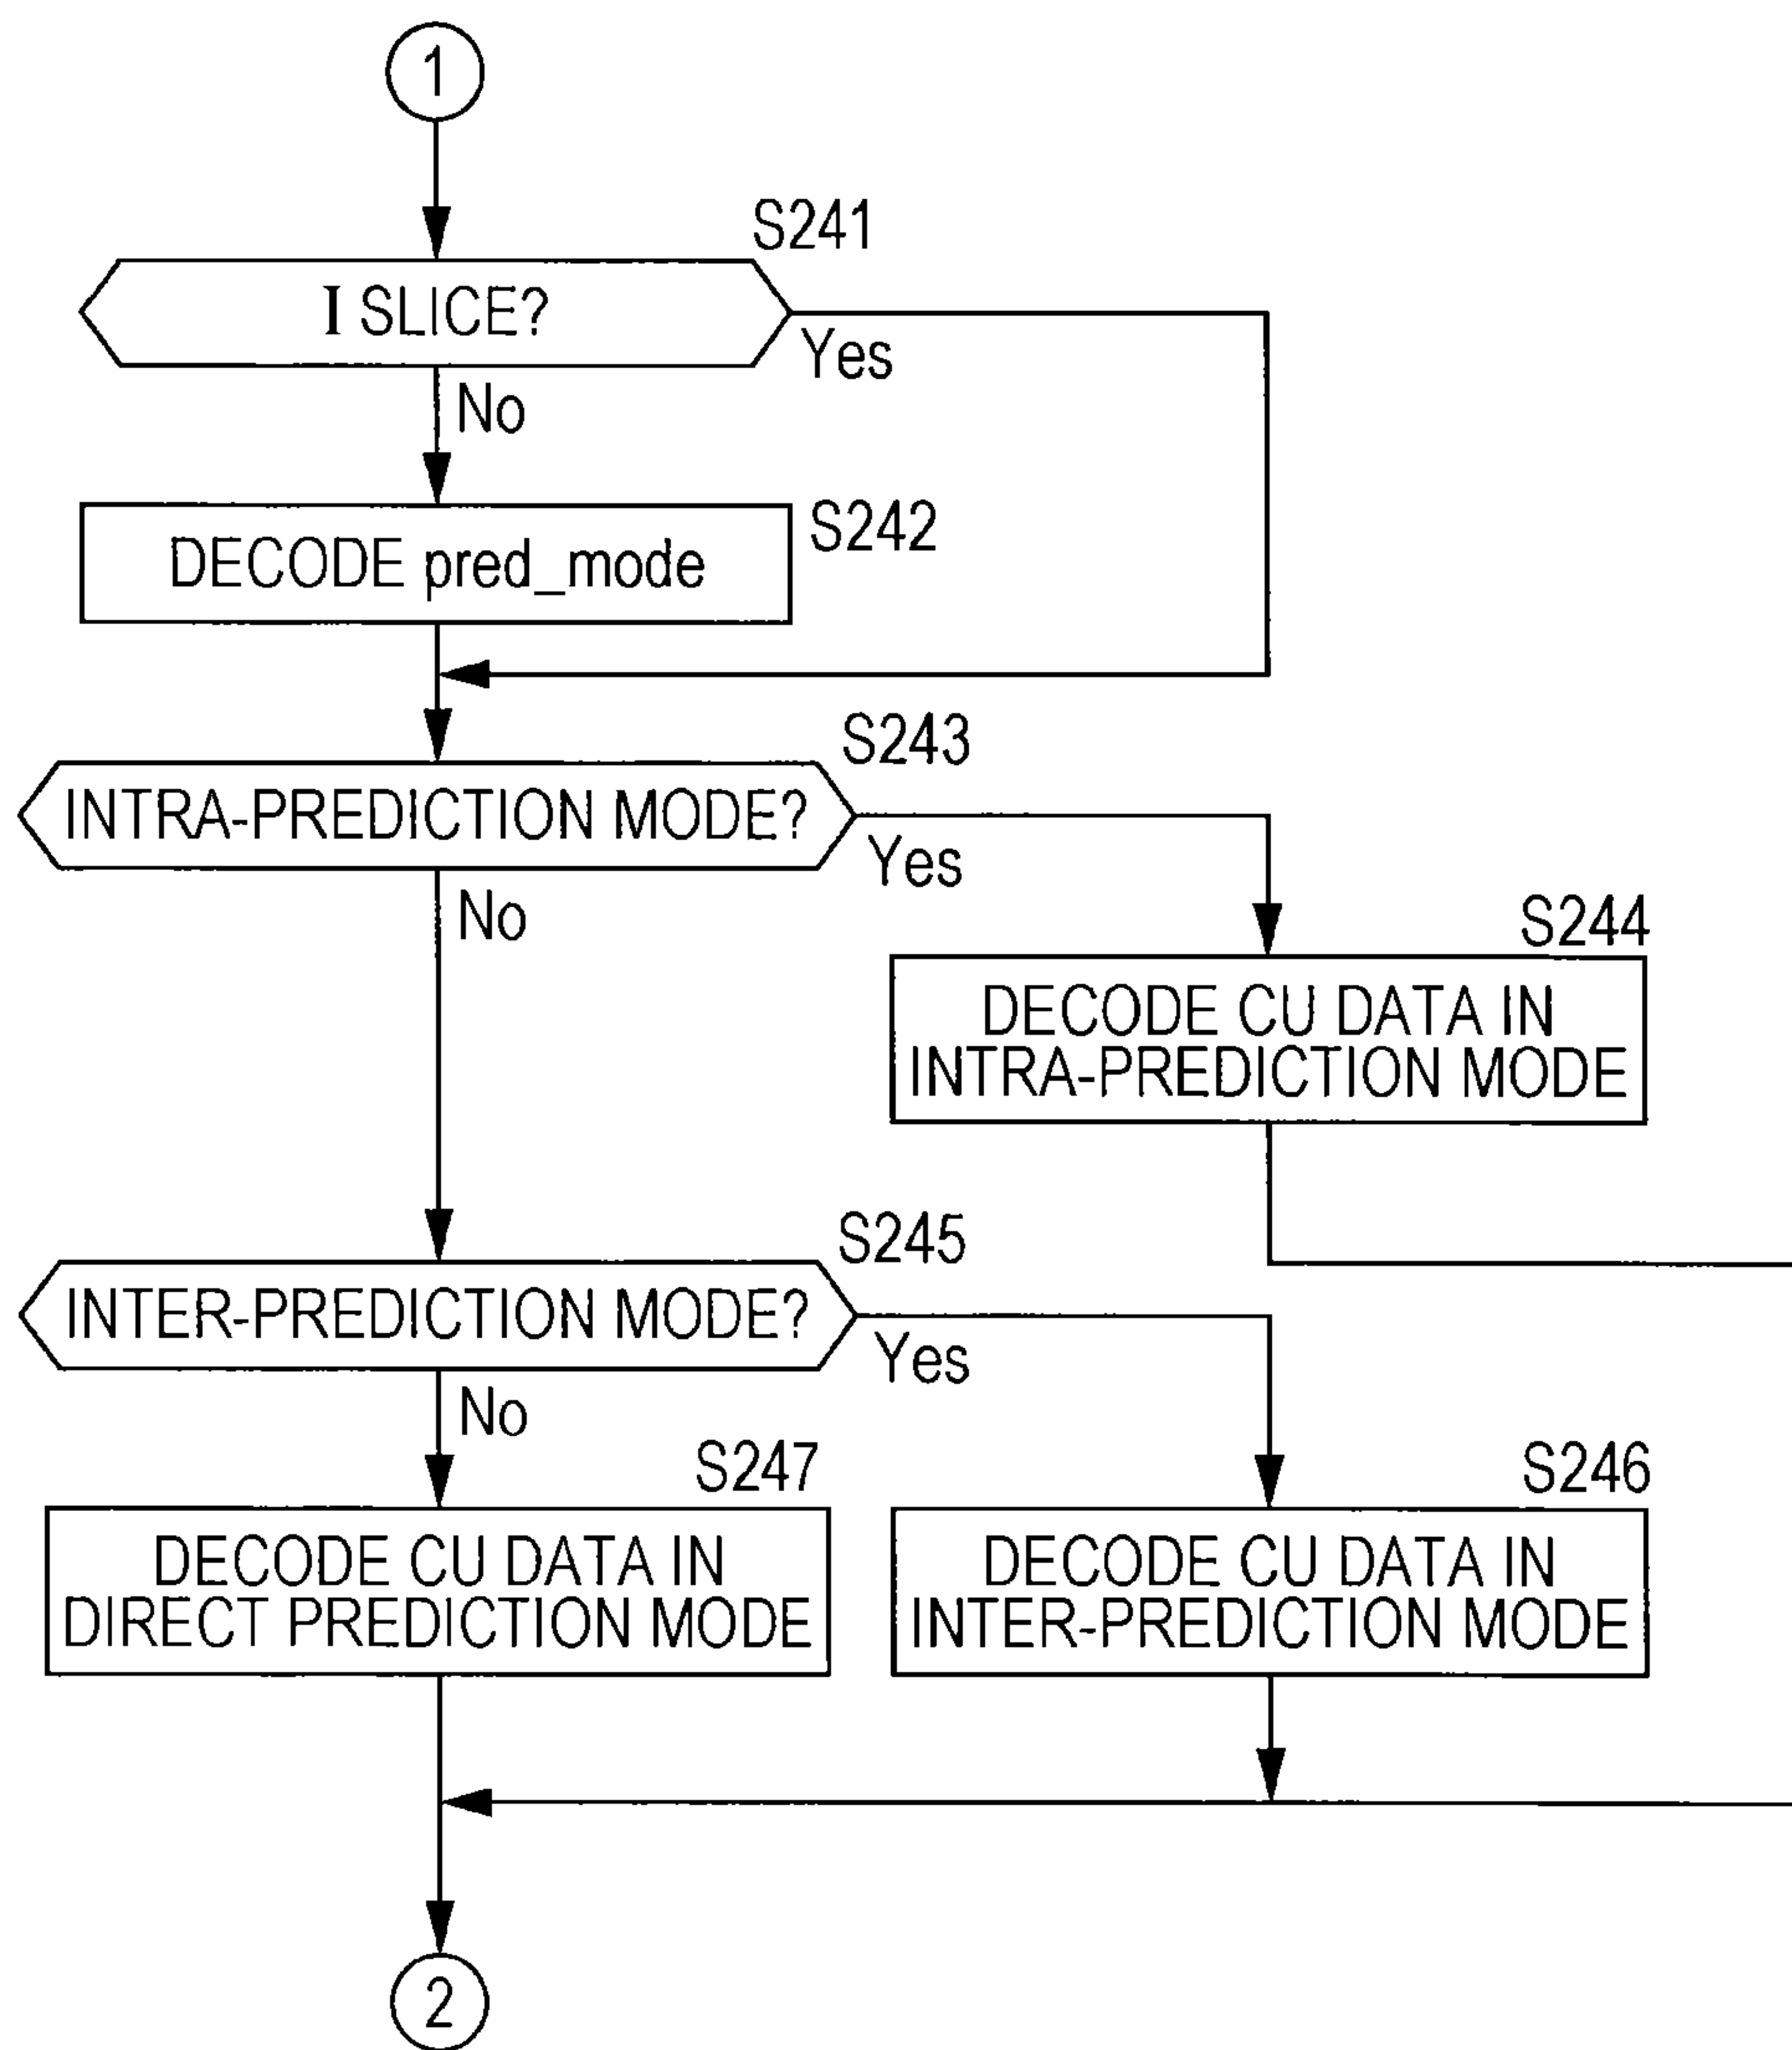 1
S241
I SLICE?
Yes
No
S242
DECODE pred_mode
S243
INTRA-PREDICTION MODE?
Yes
No
S244
DECODE CU DATA IN
INTRA-PREDICTION MODE
S245
INTER-PREDICTION MODE?
Yes
No
S247
DECODE CU DATA IN
DIRECT PREDICTION MODE
S246
DECODE CU DATA IN
INTER-PREDICTION MODE
2